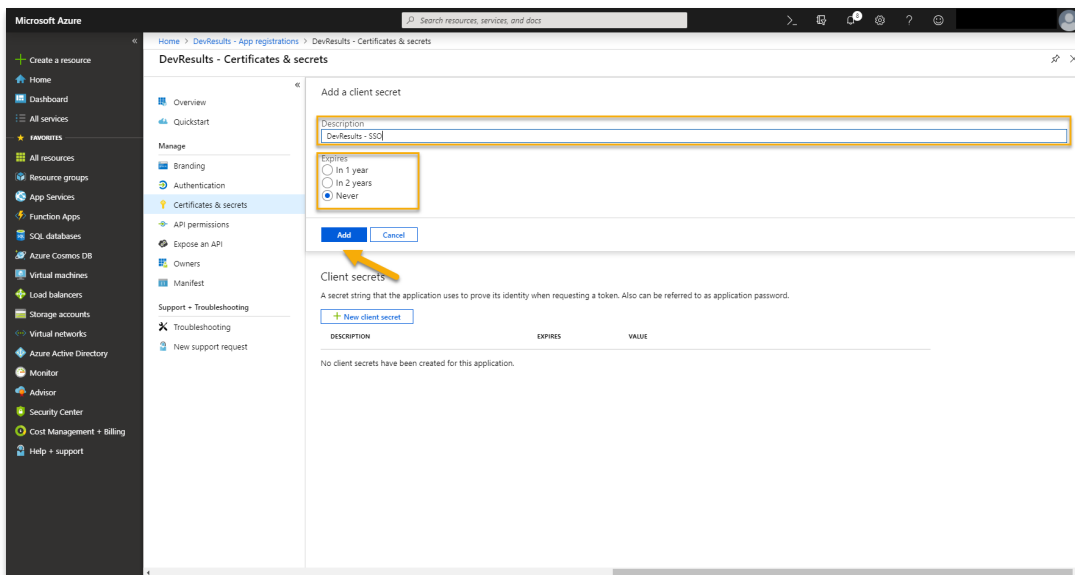 Microsoft Azure
Search resources, services, and docs
8
Home > DevResults - App registrations > DevResults - Certificates & secrets
DevResults - Certificates & secrets
Create a resource
Home
Dashboard
All services
FAVORITES
All resources
Resource groups
App Services
Function Apps
SQL databases
Azure Cosmos DB
Virtual machines
Load balancers
Storage accounts
Virtual networks
Azure Active Directory
Monitor
Advisor
Security Center
Cost Management + Billing
Help + support
Overview
Quickstart
Manage
Branding
Authentication
Certificates & secrets
API permissions
Expose an API
Owners
Manifest
Support + Troubleshooting
Troubleshooting
New support request
Add a client secret
Description
DevResults - SSO
Expires
In 1 year
In 2 years
Never
Add Cancel
Client secrets
A secret string that the application uses to prove its identity when requesting a token. Also can be referred to as application password.
+ New client secret
DESCRIPTION EXPIRES VALUE
No client secrets have been created for this application.